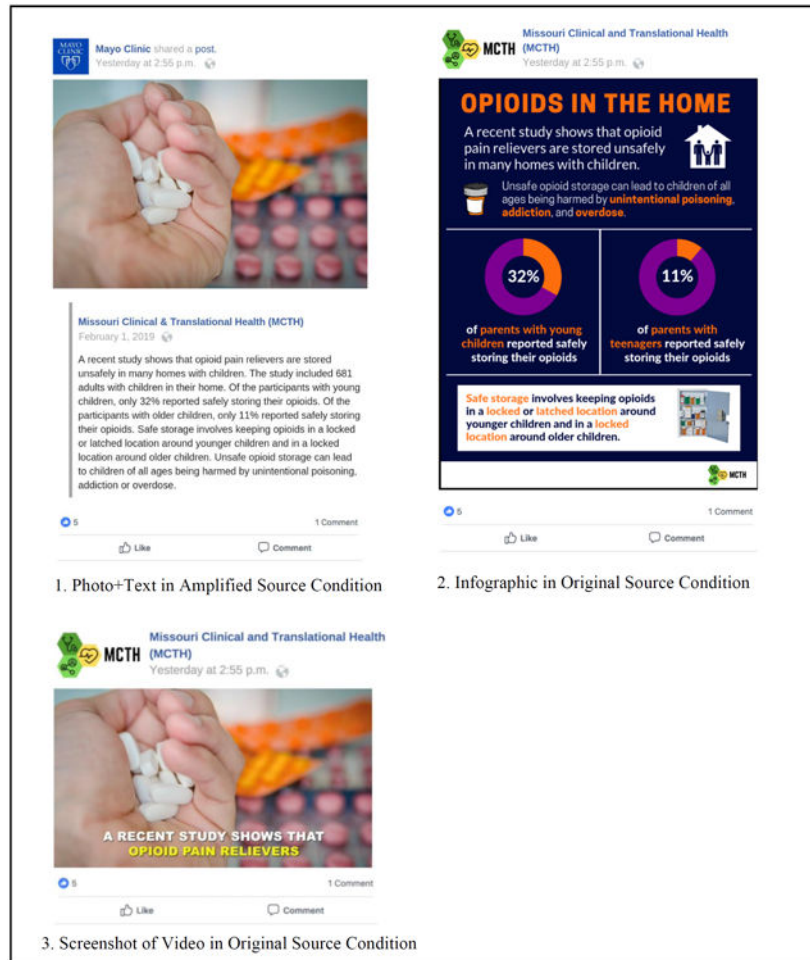 MAYO
CLINIC
Mayo Clinic shared a post.
Yesterday at 2:55 p.m.
Missouri Clinical & Translational Health (MCTH)
February 1, 2019
A recent study shows that opioid pain relievers are stored
unsafely in many homes with children. The study included 681
adults with children in their home. Of the participants with young
children, only 32% reported safely storing their opioids. Of the
participants with older children, only 11% reported safely storing
their opioids. Safe storage involves keeping opioids in a locked
or latched location around younger children and in a locked
location around older children. Unsafe opioid storage can lead
to children of all ages being harmed by unintentional poisoning,
addiction or overdose.
5
1 Comment
Like
Comment
1. Photo+Text in Amplified Source Condition
MCTH
Missouri Clinical and Translational Health
(MCTH)
Yesterday at 2:55 p.m.
OPIOIDS IN THE HOME
A recent study shows that opioid
pain relievers are stored unsafely
in many homes with children.
Unsafe opioid storage can lead to children of all
ages being harmed by unintentional poisoning,
addiction, and overdose.
32%
of parents with young
children reported safely
storing their opioids
11%
of parents with
teenagers reported safely
storing their opioids
Safe storage involves keeping opioids
in a locked or latched location around
younger children and in a locked
location around older children.
MCTH
5
1 Comment
Like
Comment
2. Infographic in Original Source Condition
MCTH
Missouri Clinical and Translational Health
(MCTH)
Yesterday at 2:55 p.m.
A RECENT STUDY SHOWS THAT
OPIOID PAIN RELIEVERS
5
1 Comment
Like
Comment
3. Screenshot of Video in Original Source Condition